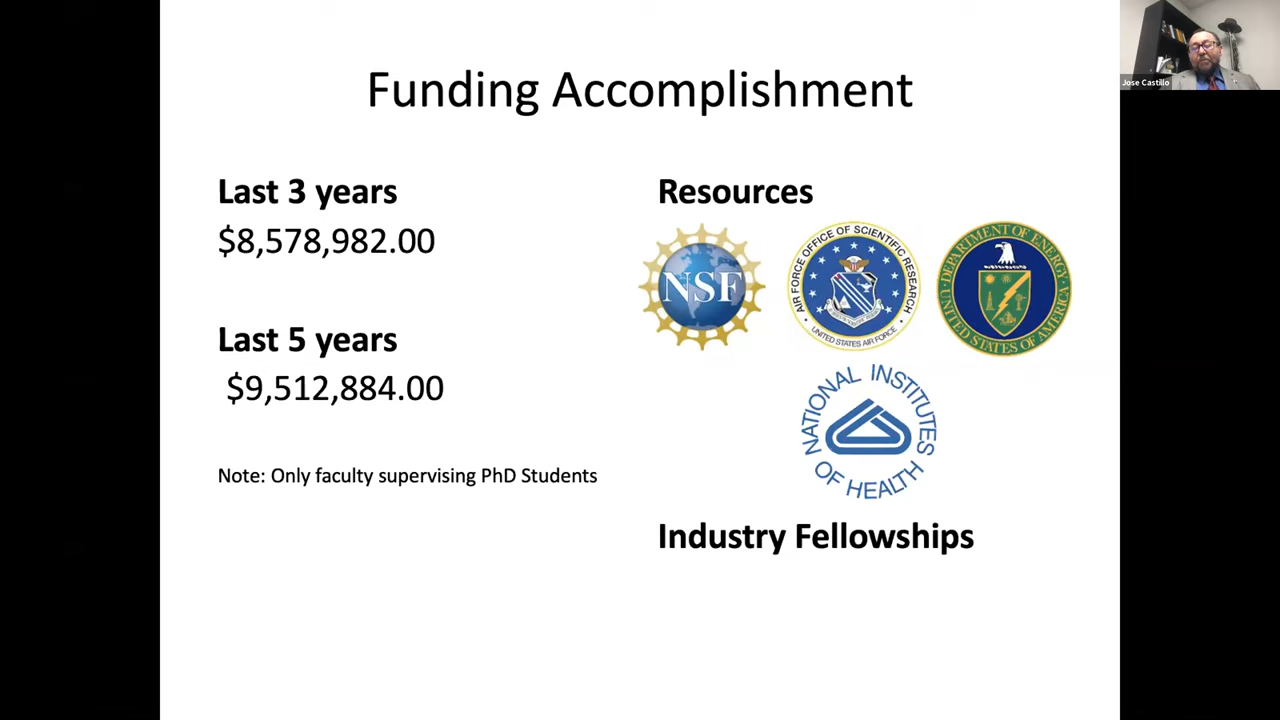 Funding Accomplishment
Jose Castillo
Last 3 years
$8,578,982.00
Last 5 years
$9,512,884.00
Note: Only faculty supervising PhD Students
Resources
NSF
AIR FORCE OFFICE OF SCIENTIFIC RESEARCH
UNITED STATES AIR FORCE
DEPARTMENT OF ENERGY
UNITED STATES OF AMERICA
NATIONAL INSTITUTES
OF HEALTH
Industry Fellowships